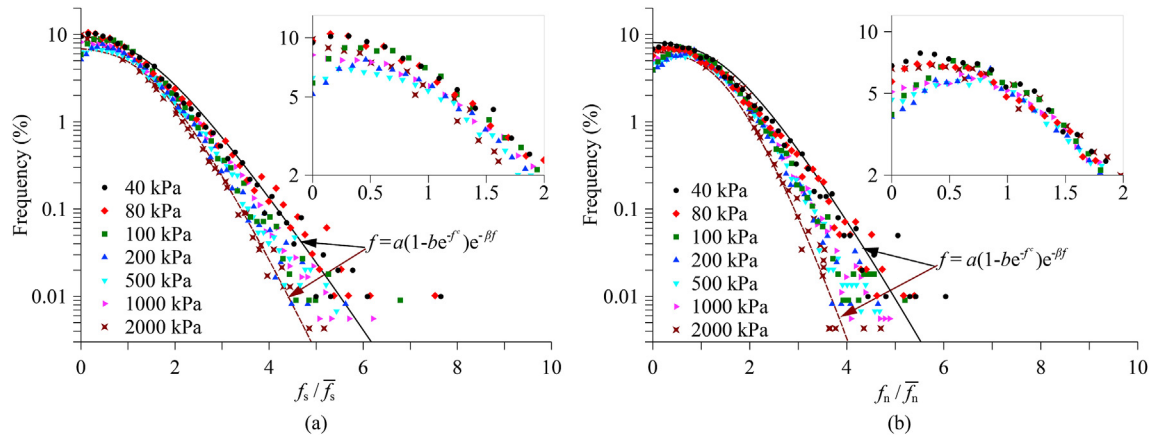 10
5
2
0 0.5 1 1.5 2
10
1
0.1
0.01
Frequency (%)
40 kPa
80 kPa
100 kPa
200 kPa
500 kPa
1000 kPa
2000 kPa
f=a(1-be^{-f^c})e^{-βf}
0 2 4 6 8 10
f_s / f̅_s
(a)
10
5
2
0 0.5 1 1.5 2
10
1
0.1
0.01
Frequency (%)
40 kPa
80 kPa
100 kPa
200 kPa
500 kPa
1000 kPa
2000 kPa
f=a(1-be^{-f^c})e^{-βf}
0 2 4 6 8 10
f_n / f̅_n
(b)